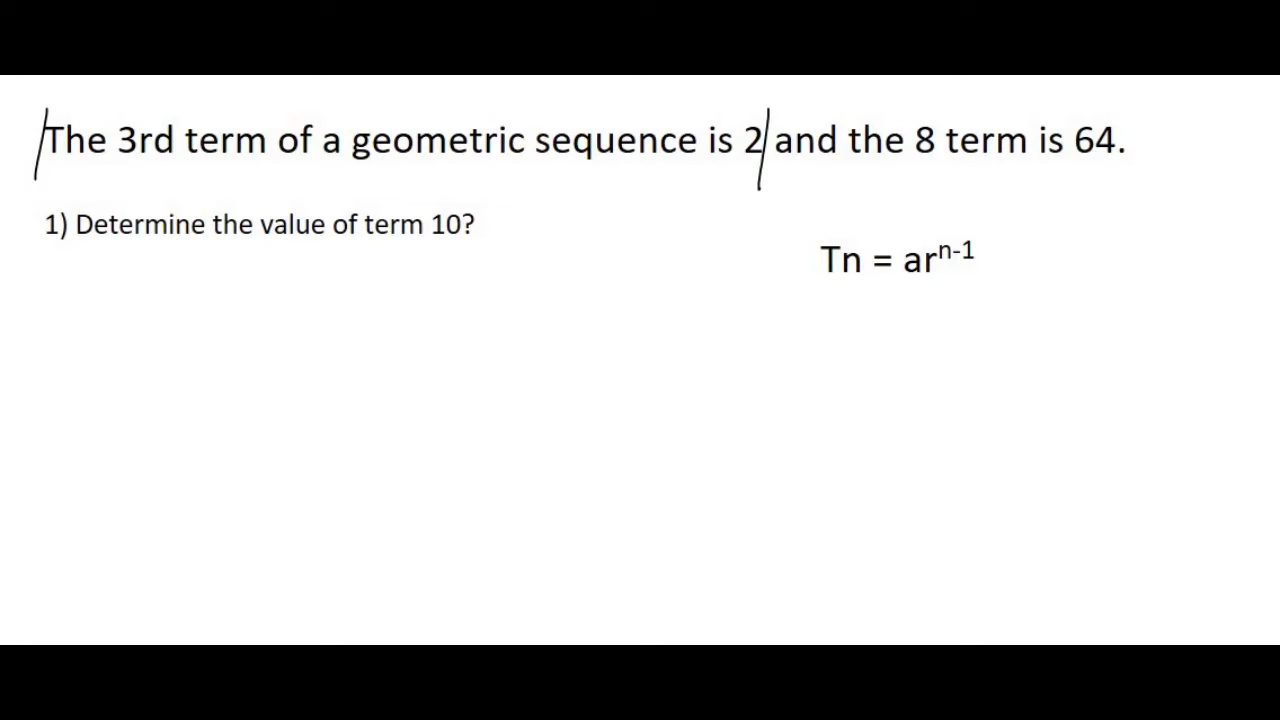 The 3rd term of a geometric sequence is 2 and the 8 term is 64.
1) Determine the value of term 10?
Tn = arⁿ⁻¹